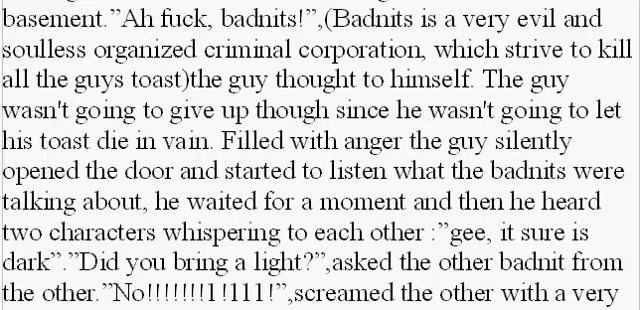 basement.”Ah fuck, badnits!”,(Badnits is a very evil and
soulless organized criminal corporation, which strive to kill
all the guys toast)the guy thought to himself. The guy
wasn't going to give up though since he wasn't going to let
his toast die in vain. Filled with anger the guy silently
opened the door and started to listen what the badnits were
talking about, he waited for a moment and then he heard
two characters whispering to each other :”gee, it sure is
dark”.”Did you bring a light?”,asked the other badnit from
the other.”No!!!!!!!1!111!”,screamed the other with a very